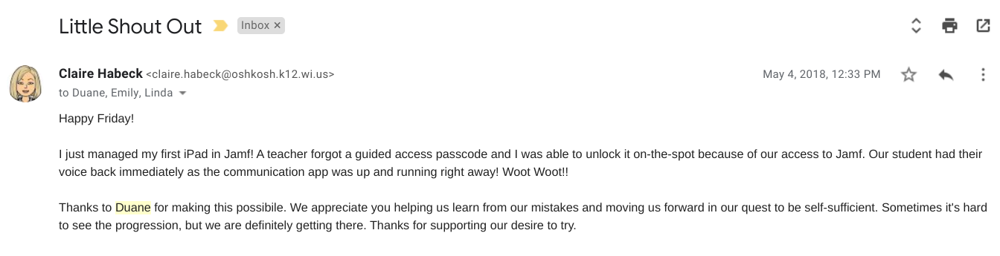 Little Shout Out Inbox ×
Claire Habeck <claire.habeck@oshkosh.k12.wi.us> May 4, 2018, 12:33 PM
to Duane, Emily, Linda
Happy Friday!
I just managed my first iPad in Jamf! A teacher forgot a guided access passcode and I was able to unlock it on-the-spot because of our access to Jamf. Our student had their
voice back immediately as the communication app was up and running right away! Woot Woot!!
Thanks to Duane for making this possibile. We appreciate you helping us learn from our mistakes and moving us forward in our quest to be self-sufficient. Sometimes it's hard
to see the progression, but we are definitely getting there. Thanks for supporting our desire to try.